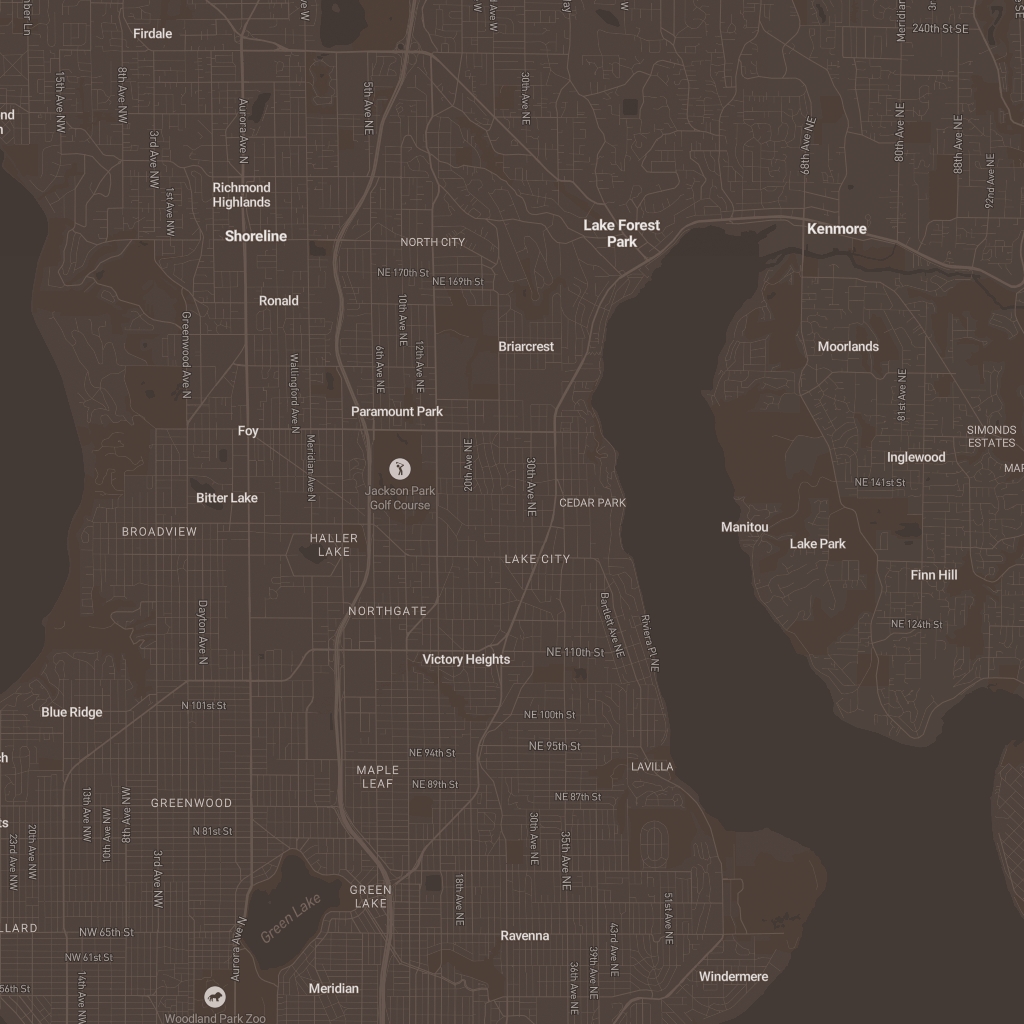 Firdale
240th St SE
15th Ave NW
8th Ave NW
Aurora Ave N
5th Ave NE
30th Ave NE
3rd Ave NW
68th Ave NE
80th Ave NE
88th Ave NE
92nd Ave NE
1st Ave NW
Richmond
Highlands
Shoreline
Lake Forest
Park
Kenmore
NORTH CITY
NE 170th St
NE 169th St
Ronald
10th Ave NE
Greenwood Ave N
Briarcrest
Moorlands
6th Ave NE
12th Ave NE
Wallingford Ave N
81st Ave NE
Paramount Park
Foy
SIMONDS
ESTATES
Meridian Ave N
20th Ave NE
30th Ave NE
Inglewood
Jackson Park
Golf Course
NE 141st St
Bitter Lake
CEDAR PARK
BROADVIEW
Manitou
HALLER
LAKE
Lake Park
LAKE CITY
Finn Hill
NORTHGATE
Dayton Ave N
Bartlett Ave NE
Riviera Pl NE
NE 124th St
Victory Heights
NE 110th St
Blue Ridge
N 101st St
NE 100th St
NE 94th St
NE 95th St
MAPLE
LEAF
LAVILLA
NE 89th St
NE 87th St
GREENWOOD
13th Ave NW
10th Ave NW
8th Ave NW
N 81st St
20th Ave NW
23rd Ave NW
3rd Ave NW
30th Ave NE
35th Ave NE
GREEN
LAKE
Green Lake
18th Ave NE
51st Ave NE
NW 65th St
Aurora Ave N
Ravenna
43rd Ave NE
NW 61st St
39th Ave NE
36th Ave NE
Windermere
14th Ave NW
Meridian
56th St
Woodland Park Zoo